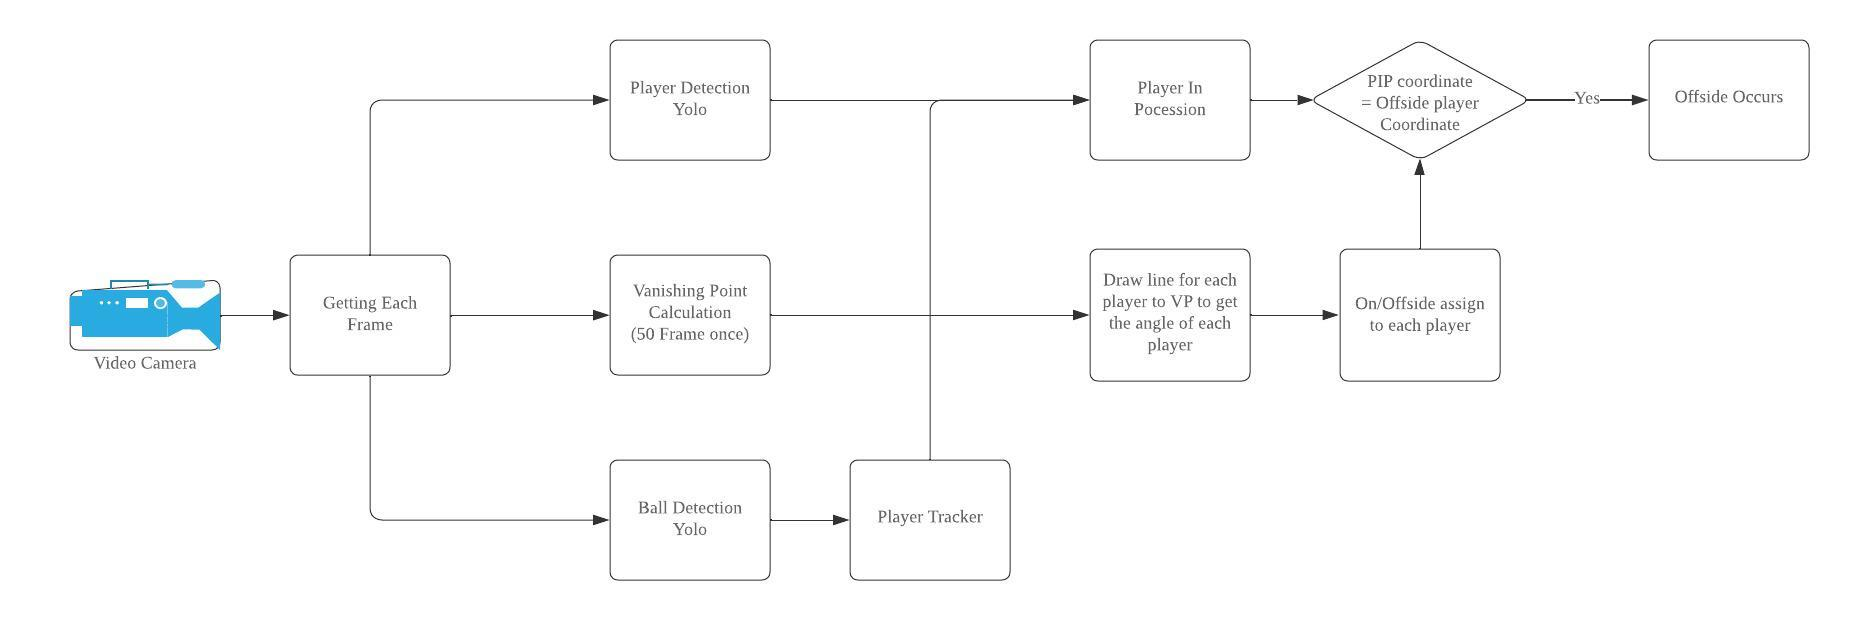 Player Detection
Yolo
Player In
Pocession
PIP coordinate
= Offside player
Coordinate
Yes
Offside Occurs
Video Camera
Getting Each
Frame
Vanishing Point
Calculation
(50 Frame once)
Draw line for each
player to VP to get
the angle of each
player
On/Offside assign
to each player
Ball Detection
Yolo
Player Tracker